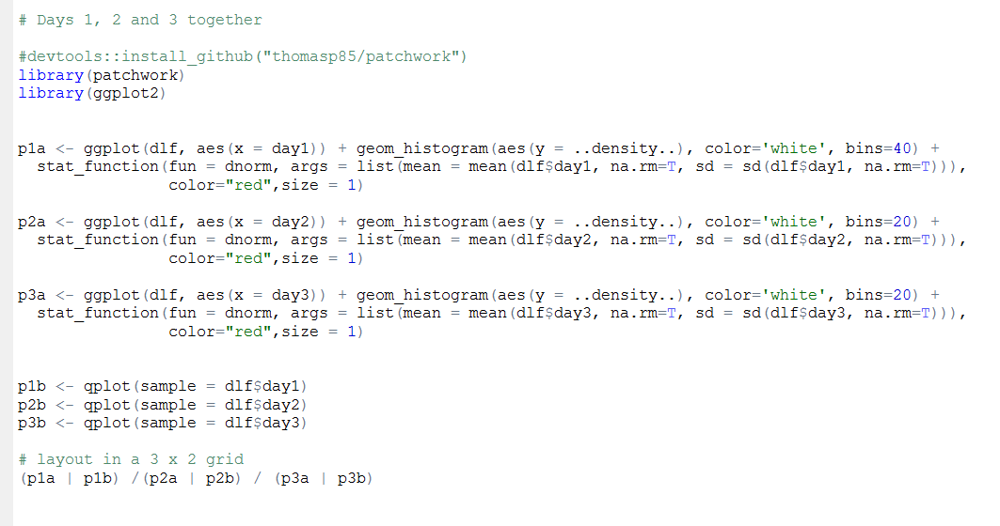 # Days 1, 2 and 3 together
#devtools::install_github("thomasp85/patchwork")
library(patchwork)
library(ggplot2)
p1a <- ggplot(dlf, aes(x = day1)) + geom_histogram(aes(y = ..density..), color='white', bins=40) +
  stat_function(fun = dnorm, args = list(mean = mean(dlf$day1, na.rm=T, sd = sd(dlf$day1, na.rm=T))),
                color="red",size = 1)
p2a <- ggplot(dlf, aes(x = day2)) + geom_histogram(aes(y = ..density..), color='white', bins=20) +
  stat_function(fun = dnorm, args = list(mean = mean(dlf$day2, na.rm=T, sd = sd(dlf$day2, na.rm=T))),
                color="red",size = 1)
p3a <- ggplot(dlf, aes(x = day3)) + geom_histogram(aes(y = ..density..), color='white', bins=20) +
  stat_function(fun = dnorm, args = list(mean = mean(dlf$day3, na.rm=T, sd = sd(dlf$day3, na.rm=T))),
                color="red",size = 1)
p1b <- qplot(sample = dlf$day1)
p2b <- qplot(sample = dlf$day2)
p3b <- qplot(sample = dlf$day3)
# layout in a 3 x 2 grid
(p1a | p1b) /(p2a | p2b) / (p3a | p3b)